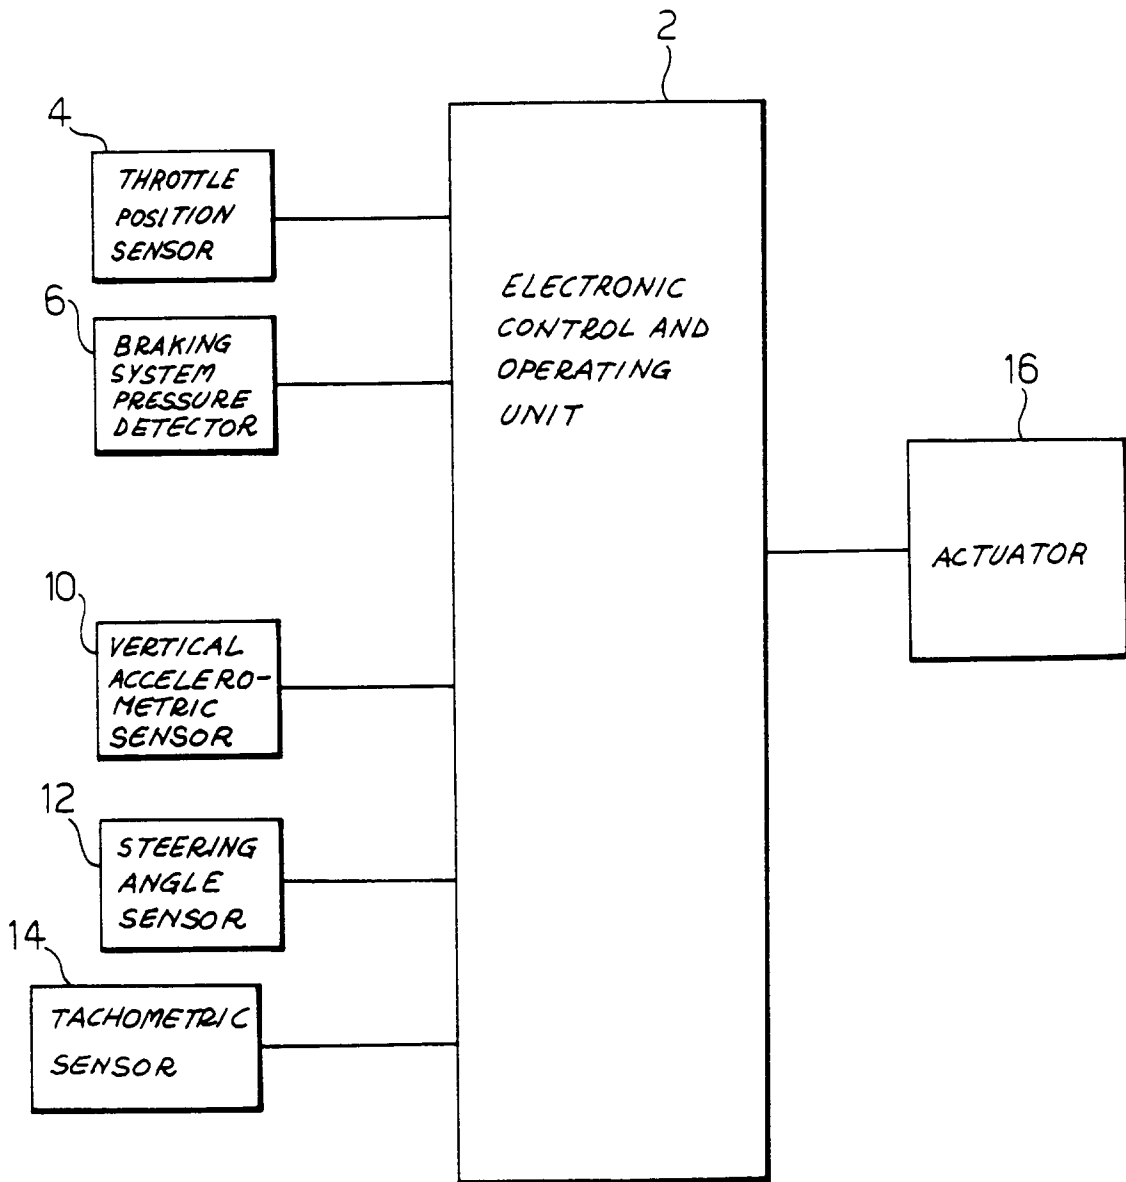 2
4
THROTTLE
POSITION
SENSOR
6
BRAKING
SYSTEM
PRESSURE
DETECTOR
ELECTRONIC
CONTROL AND
OPERATING
UNIT
16
ACTUATOR
10
VERTICAL
ACCELERO-
METRIC
SENSOR
12
STEERING
ANGLE
SENSOR
14
TACHOMETRIC
SENSOR